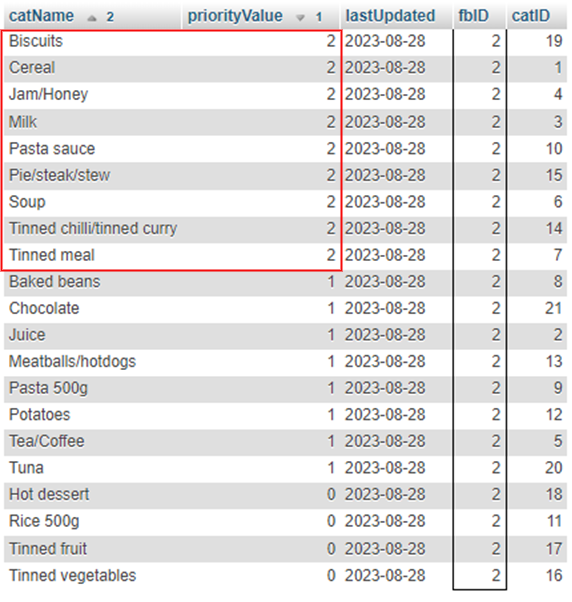 catName 2 priorityValue 1 lastUpdated fbID catID
Biscuits 2 2023-08-28 2 19
Cereal 2 2023-08-28 2 1
Jam/Honey 2 2023-08-28 2 4
Milk 2 2023-08-28 2 3
Pasta sauce 2 2023-08-28 2 10
Pie/steak/stew 2 2023-08-28 2 15
Soup 2 2023-08-28 2 6
Tinned chilli/tinned curry 2 2023-08-28 2 14
Tinned meal 2 2023-08-28 2 7
Baked beans 1 2023-08-28 2 8
Chocolate 1 2023-08-28 2 21
Juice 1 2023-08-28 2 2
Meatballs/hotdogs 1 2023-08-28 2 13
Pasta 500g 1 2023-08-28 2 9
Potatoes 1 2023-08-28 2 12
Tea/Coffee 1 2023-08-28 2 5
Tuna 1 2023-08-28 2 20
Hot dessert 0 2023-08-28 2 18
Rice 500g 0 2023-08-28 2 11
Tinned fruit 0 2023-08-28 2 17
Tinned vegetables 0 2023-08-28 2 16